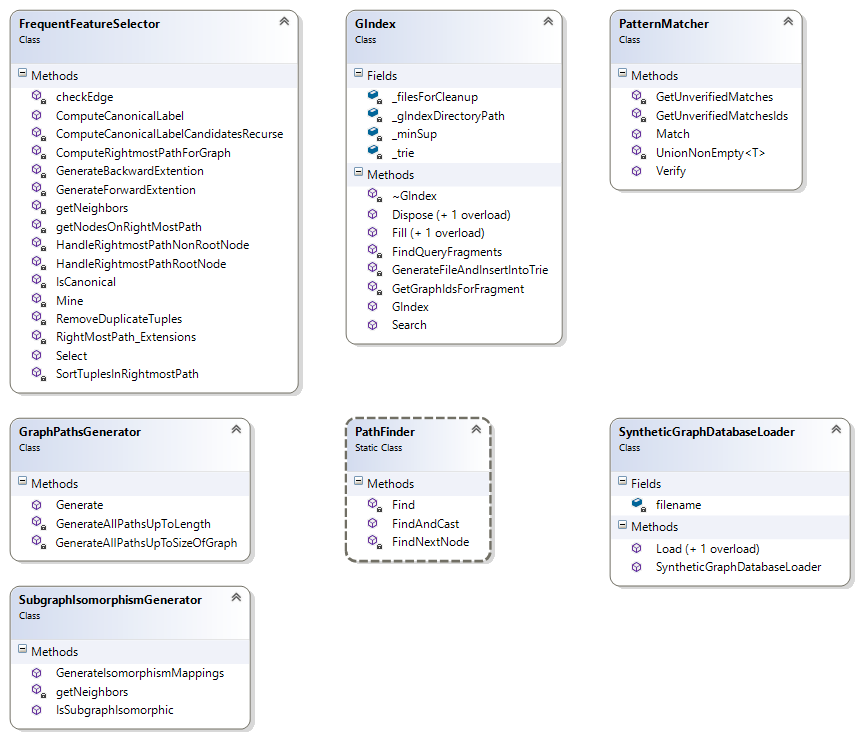 FrequentFeatureSelector
Class
Methods
checkEdge
ComputeCanonicalLabel
ComputeCanonicalLabelCandidatesRecurse
ComputeRightmostPathForGraph
GenerateBackwardExtention
GenerateForwardExtention
getNeighbors
getNodesOnRightMostPath
HandleRightmostPathNonRootNode
HandleRightmostPathRootNode
IsCanonical
Mine
RemoveDuplicateTuples
RightMostPath_Extensions
Select
SortTuplesInRightmostPath
GIndex
Class
Fields
_filesForCleanup
_gIndexDirectoryPath
_minSup
_trie
Methods
~GIndex
Dispose (+ 1 overload)
Fill (+ 1 overload)
FindQueryFragments
GenerateFileAndInsertIntoTrie
GetGraphIdsForFragment
GIndex
Search
PatternMatcher
Class
Methods
GetUnverifiedMatches
GetUnverifiedMatchesIds
Match
UnionNonEmpty<T>
Verify
GraphPathsGenerator
Class
Methods
Generate
GenerateAllPathsUpToLength
GenerateAllPathsUpToSizeOfGraph
PathFinder
Static Class
Methods
Find
FindAndCast
FindNextNode
SyntheticGraphDatabaseLoader
Class
Fields
filename
Methods
Load (+ 1 overload)
SyntheticGraphDatabaseLoader
SubgraphIsomorphismGenerator
Class
Methods
GenerateIsomorphismMappings
getNeighbors
IsSubgraphIsomorphic